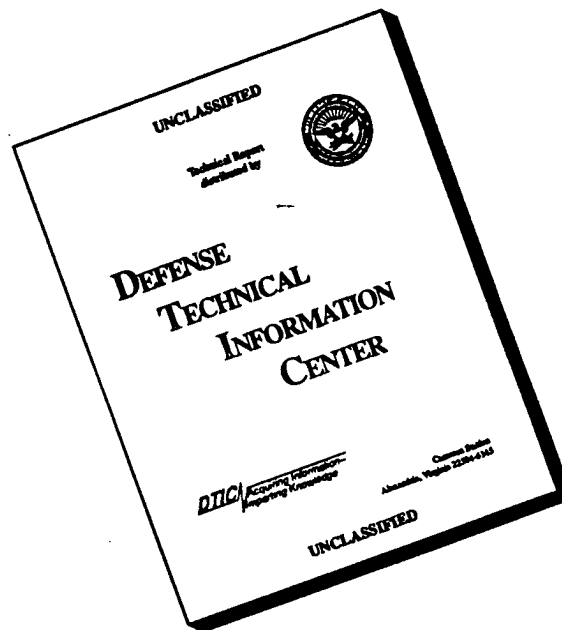 UNCLASSIFIED
Technical Report
distributed by
DEFENSE
TECHNICAL
INFORMATION
CENTER
DTIC Acquiring Information—
Imparting Knowledge
Cameron Station
Alexandria, Virginia 22304-6145
UNCLASSIFIED